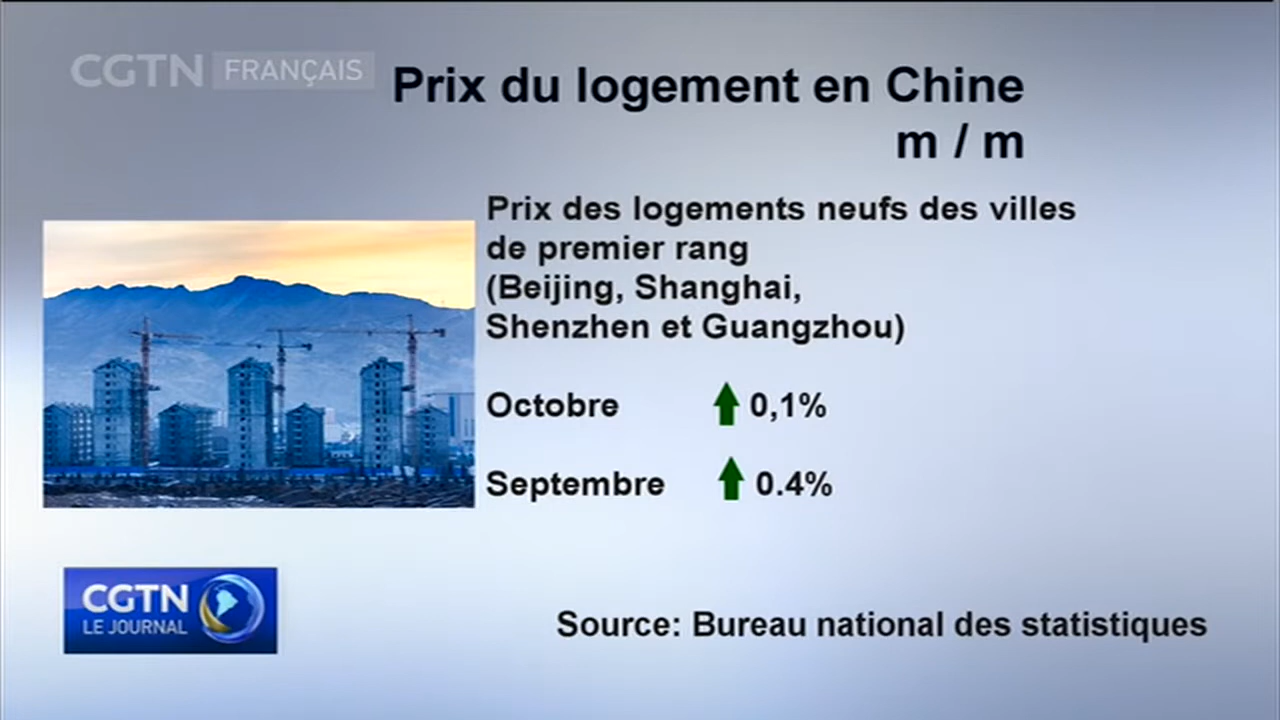 CGTN FRANÇAIS
Prix du logement en Chine
m / m
Prix des logements neufs des villes
de premier rang
(Beijing, Shanghai,
Shenzhen et Guangzhou)
Octobre 0,1%
Septembre 0.4%
CGTN
LE JOURNAL
Source: Bureau national des statistiques